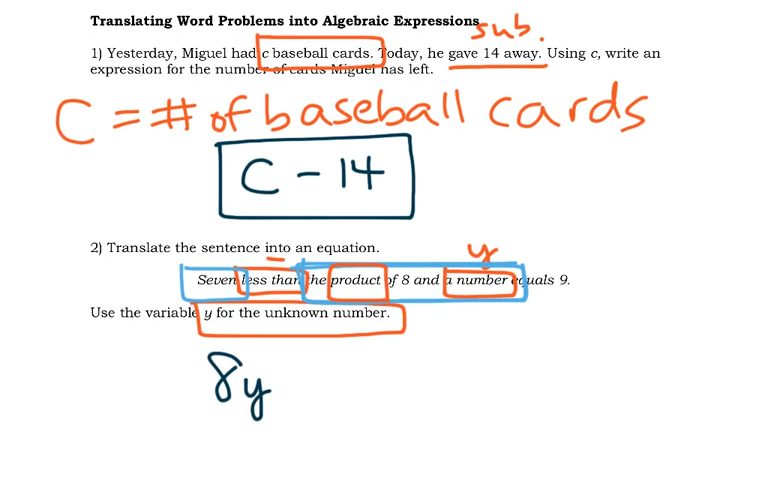 Translating Word Problems into Algebraic Expressions
sub.
1) Yesterday, Miguel had c baseball cards. Today, he gave 14 away. Using c, write an
expression for the number of cards Miguel has left.
C = # of baseball cards
C - 14
2) Translate the sentence into an equation.
- y
Seven less than the product of 8 and a number equals 9.
Use the variable y for the unknown number.
8y